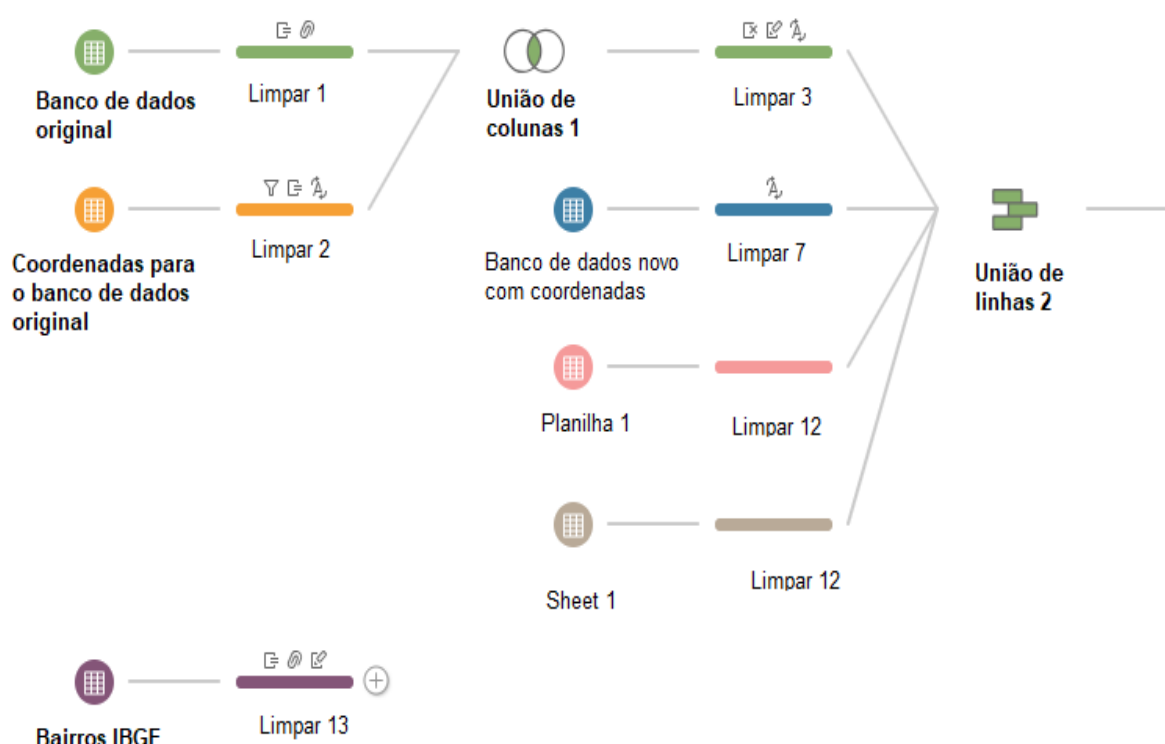 Banco de dados
original
Limpar 1
União de
colunas 1
Limpar 3
Coordenadas para
o banco de dados
original
Limpar 2
Banco de dados novo
com coordenadas
Limpar 7
União de
linhas 2
Planilha 1
Limpar 12
Sheet 1
Limpar 12
Bairros IBGE
Limpar 13